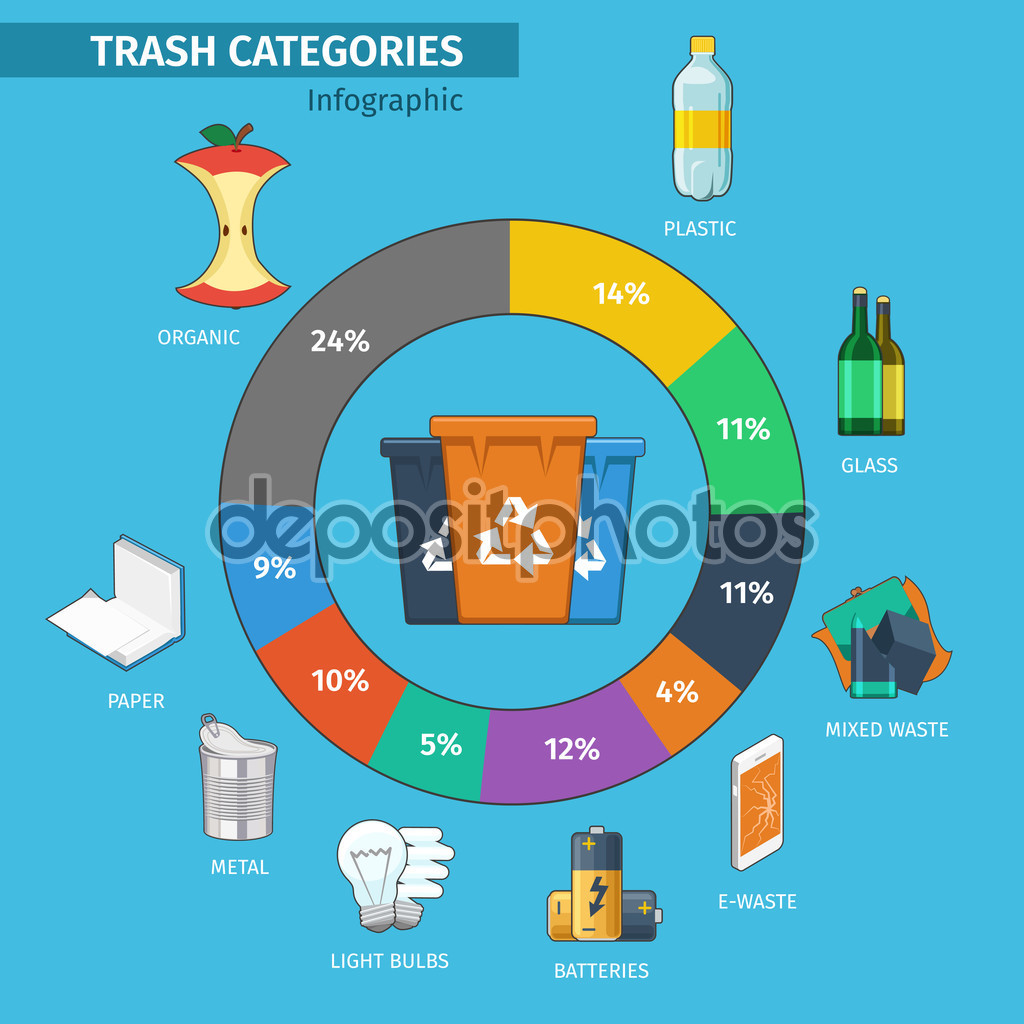 TRASH CATEGORIES
Infographic
PLASTIC
14%
ORGANIC
24%
11%
GLASS
depositphotos
9%
11%
PAPER
10%
4%
MIXED WASTE
5%
12%
METAL
E-WASTE
LIGHT BULBS
BATTERIES